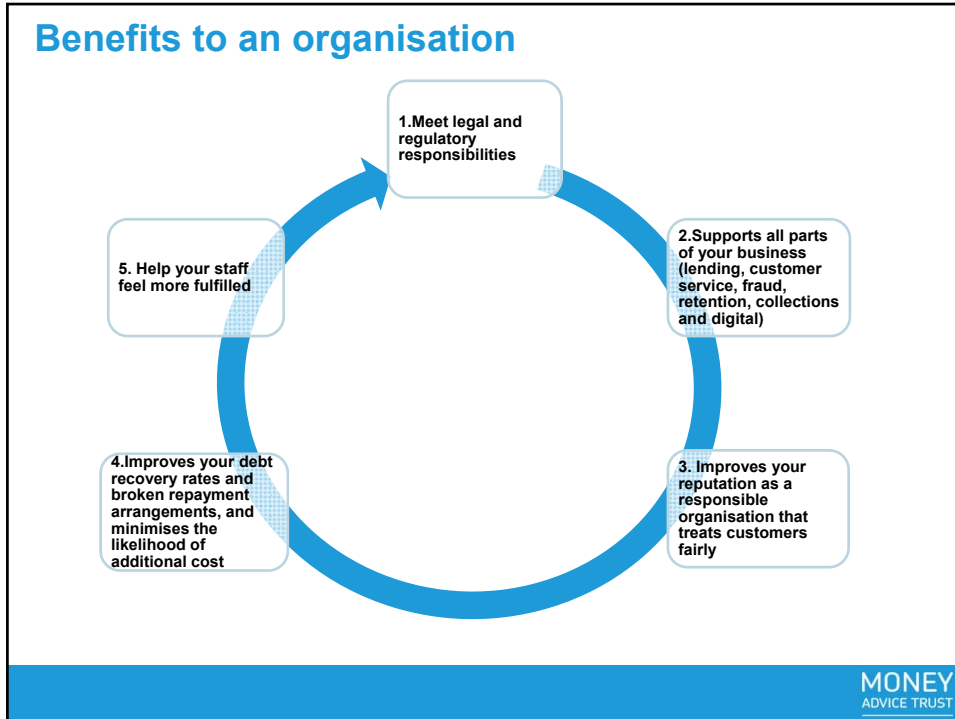 Benefits to an organisation
1.Meet legal and
regulatory
responsibilities
2.Supports all parts
of your business
(lending, customer
service, fraud,
retention, collections
and digital)
3. Improves your
reputation as a
responsible
organisation that
treats customers
fairly
4.Improves your debt
recovery rates and
broken repayment
arrangements, and
minimises the
likelihood of
additional cost
5. Help your staff
feel more fulfilled
MONEY
ADVICE TRUST